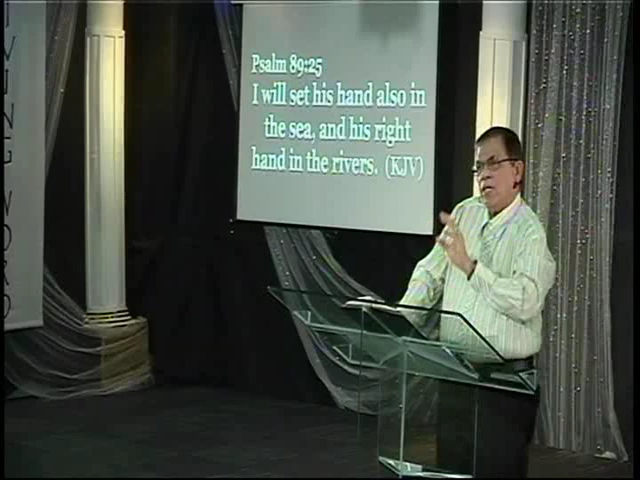 Psalm 89:25
I will set his hand also in
the sea, and his right
hand in the rivers. (KJV)